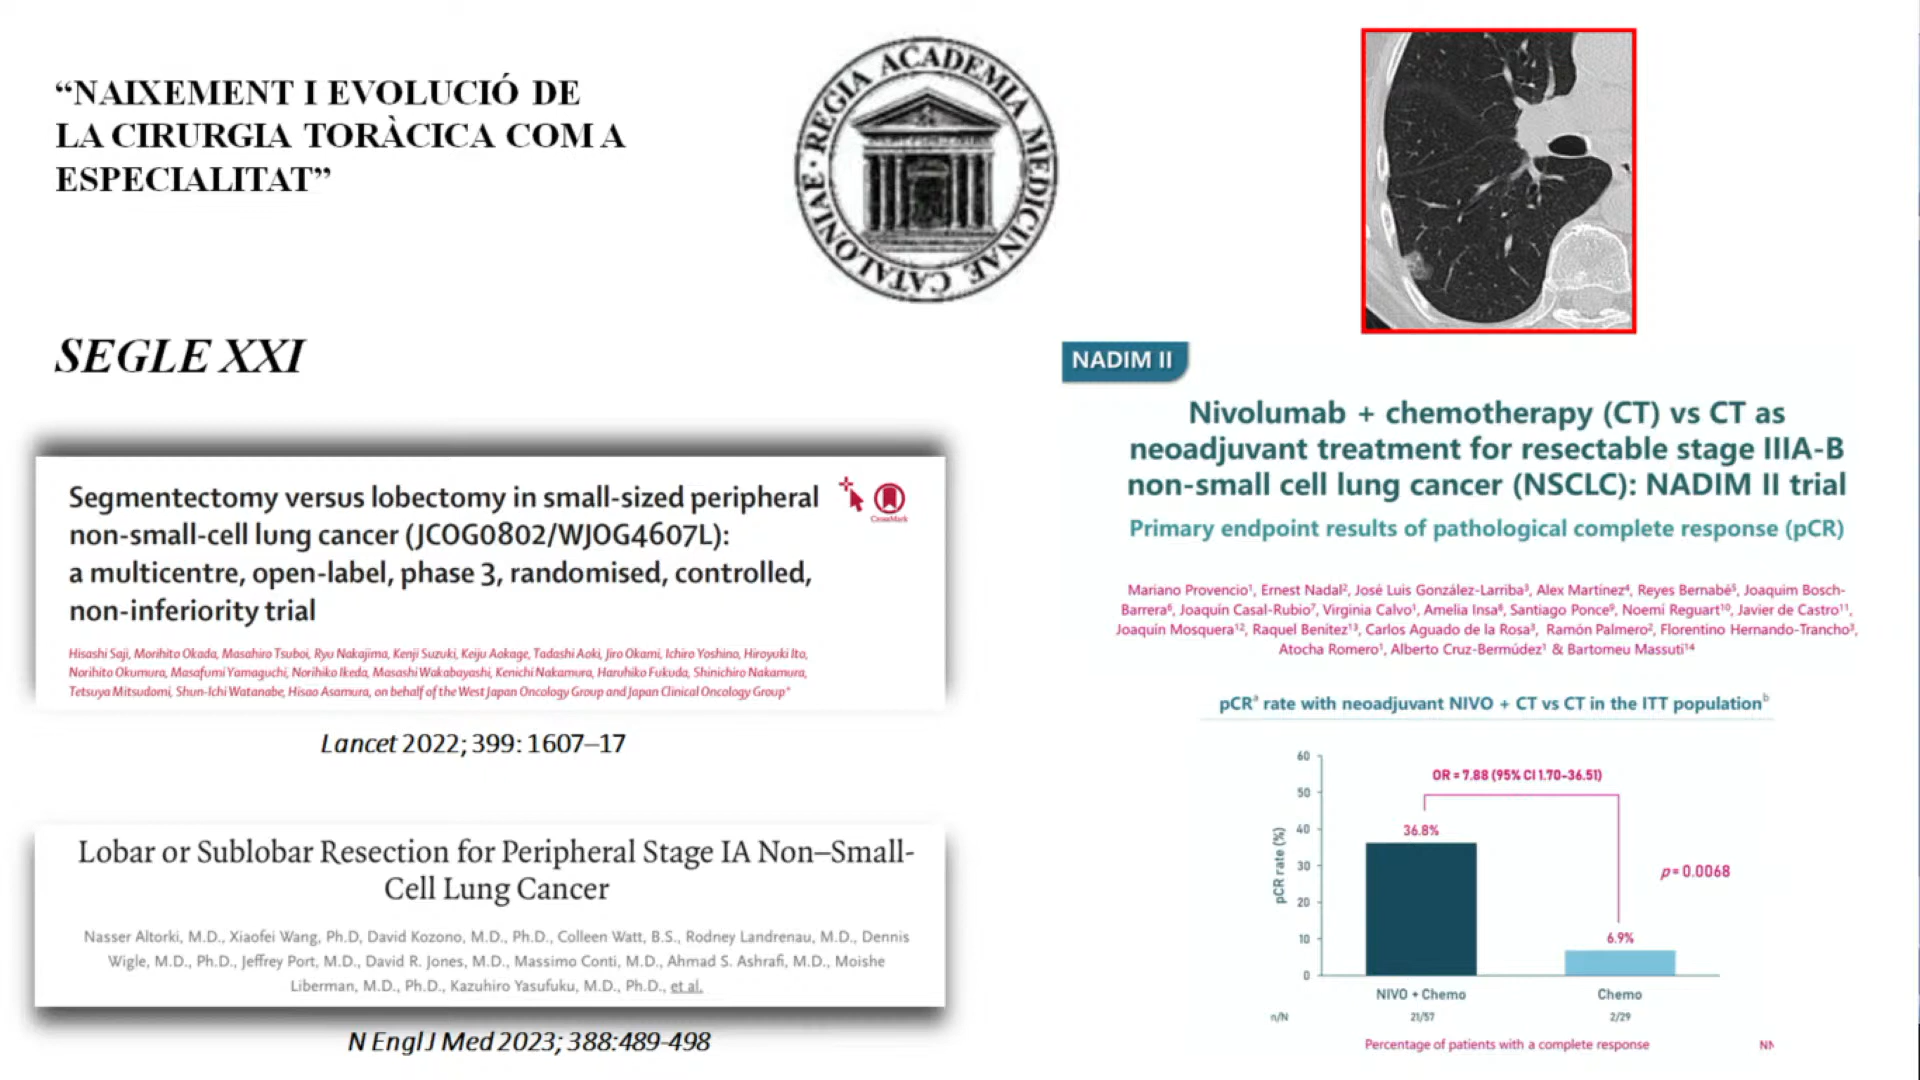 “NAIXEMENT I EVOLUCIÓ DE
LA CIRURGIA TORÀCICA COM A
ESPECIALITAT”
REGIA ACADEMIA MEDICINAE CATALONIAE
SEGLE XXI
Segmentectomy versus lobectomy in small-sized peripheral
non-small-cell lung cancer (JCOG0802/WJOG4607L):
a multicentre, open-label, phase 3, randomised, controlled,
non-inferiority trial
CrossMark
Hisashi Saji, Morihito Okada, Masahiro Tsuboi, Ryu Nakajima, Kenji Suzuki, Keiju Aokage, Tadashi Aoki, Jiro Okami, Ichiro Yoshino, Hiroyuki Ito,
Norihito Okumura, Masafumi Yamaguchi, Norihiko Ikeda, Masashi Wakabayashi, Kenichi Nakamura, Haruhiko Fukuda, Shinichiro Nakamura,
Tetsuya Mitsudomi, Shun-Ichi Watanabe, Hisao Asamura, on behalf of the West Japan Oncology Group and Japan Clinical Oncology Group*
Lancet 2022; 399: 1607–17
Lobar or Sublobar Resection for Peripheral Stage IA Non–Small-
Cell Lung Cancer
Nasser Altorki, M.D., Xiaofei Wang, Ph.D, David Kozono, M.D., Ph.D., Colleen Watt, B.S., Rodney Landrenau, M.D., Dennis
Wigle, M.D., Ph.D., Jeffrey Port, M.D., David R. Jones, M.D., Massimo Conti, M.D., Ahmad S. Ashrafi, M.D., Moishe
Liberman, M.D., Ph.D., Kazuhiro Yasufuku, M.D., Ph.D., et al.
N Engl J Med 2023; 388:489-498
NADIM II
Nivolumab + chemotherapy (CT) vs CT as
neoadjuvant treatment for resectable stage IIIA-B
non-small cell lung cancer (NSCLC): NADIM II trial
Primary endpoint results of pathological complete response (pCR)
Mariano Provencio¹, Ernest Nadal², José Luis González-Larriba³, Alex Martínez⁴, Reyes Bernabé⁵, Joaquim Bosch-
Barrera⁶, Joaquín Casal-Rubio⁷, Virginia Calvo¹, Amelia Insa⁸, Santiago Ponce⁹, Noemí Reguart¹⁰, Javier de Castro¹¹,
Joaquín Mosquera¹², Raquel Benítez¹³, Carlos Aguado de la Rosa³, Ramón Palmero², Florentino Hernando-Trancho³,
Atocha Romero¹, Alberto Cruz-Bermúdez¹ & Bartomeu Massuti¹⁴
pCRᵃ rate with neoadjuvant NIVO + CT vs CT in the ITT populationᵇ
pCR rate (%)
60
50
40
30
20
10
0
OR = 7.88 (95% CI 1.70-36.51)
36.8%
p = 0.0068
6.9%
NIVO + Chemo
Chemo
n/N
21/57
2/29
Percentage of patients with a complete response
NN